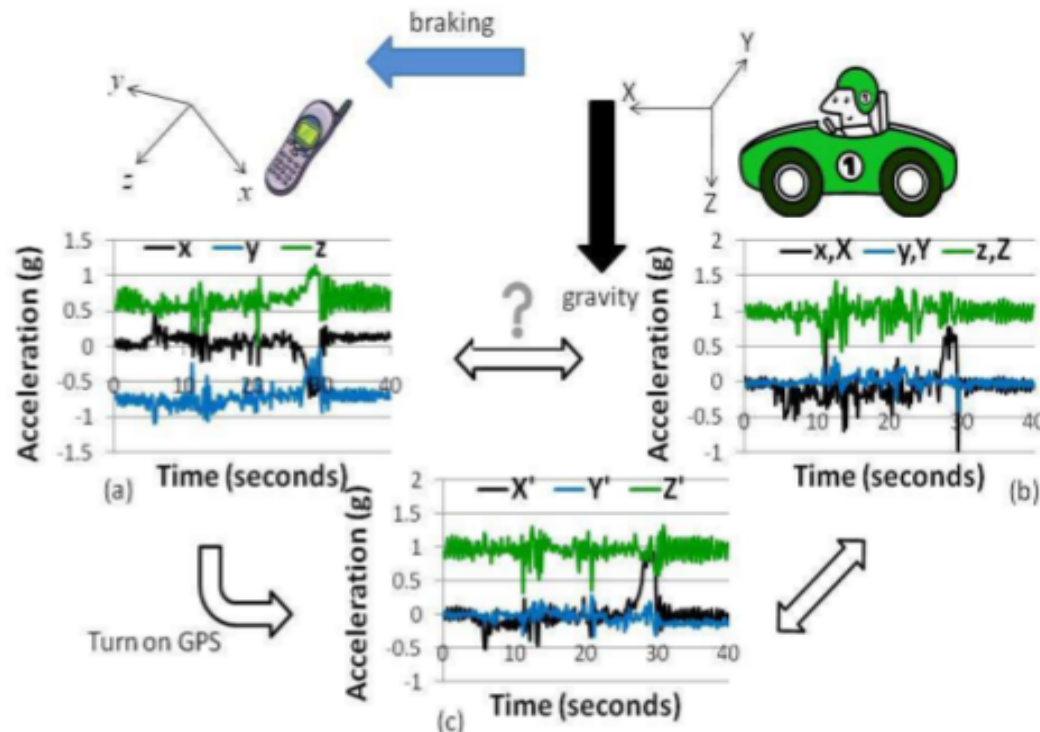 braking
y
x
X
Y
Z
1
gravity
?
x y z
Acceleration (g)
1.5
1
0.5
0
-0.5
-1
-1.5
0 10 20 30 40
Time (seconds)
(a)
x,X y,Y z,Z
Acceleration (g)
2
1.5
1
0.5
0
-0.5
-1
0 10 20 30 40
Time (seconds)
(b)
Turn on GPS
X' Y' Z'
Acceleration (g)
2
1.5
1
0.5
0
-0.5
-1
0 10 20 30 40
Time (seconds)
(c)